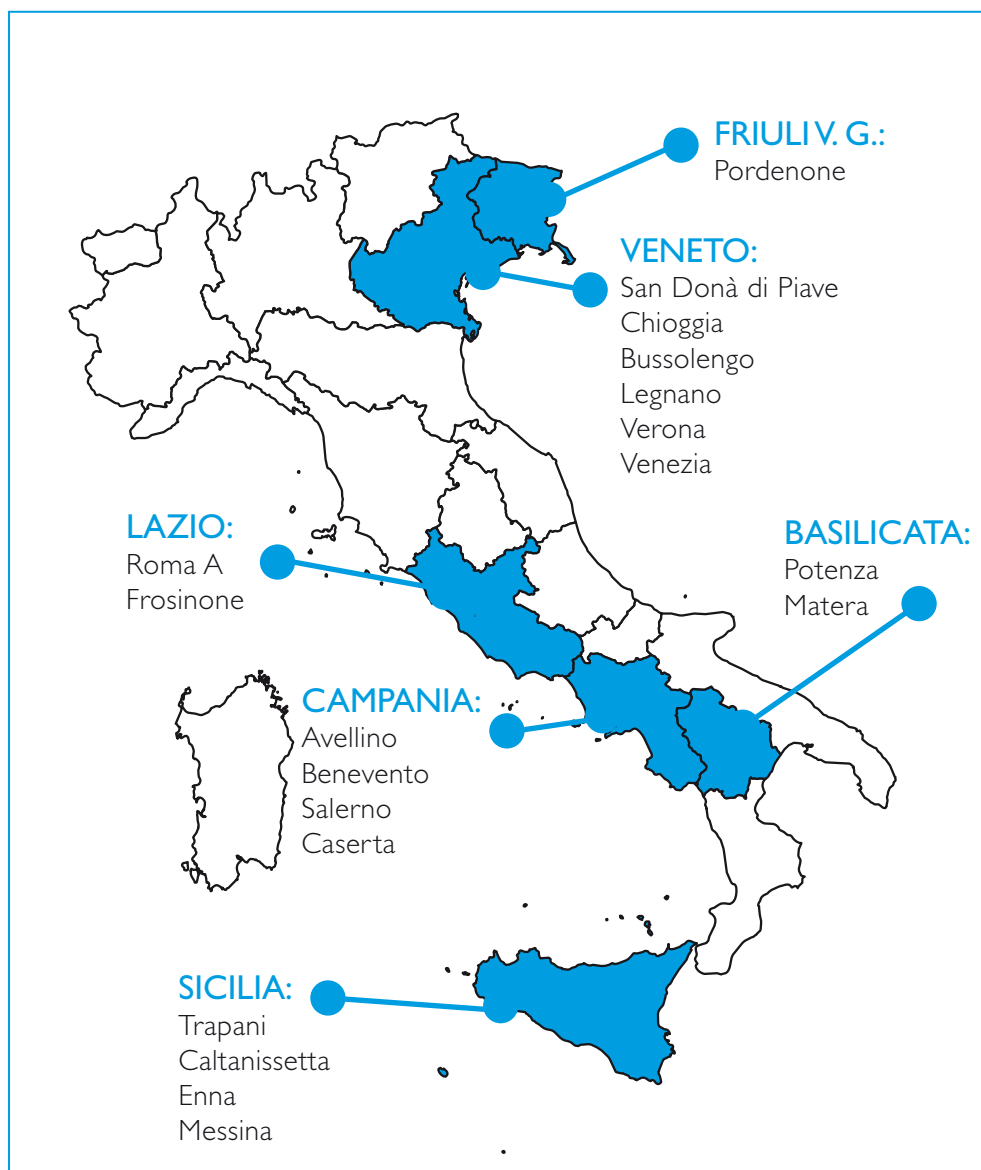 FRIULI V. G.:
Pordenone
VENETO:
San Donà di Piave
Chioggia
Bussolengo
Legnano
Verona
Venezia
LAZIO:
Roma A
Frosinone
BASILICATA:
Potenza
Matera
CAMPANIA:
Avellino
Benevento
Salerno
Caserta
SICILIA:
Trapani
Caltanissetta
Enna
Messina